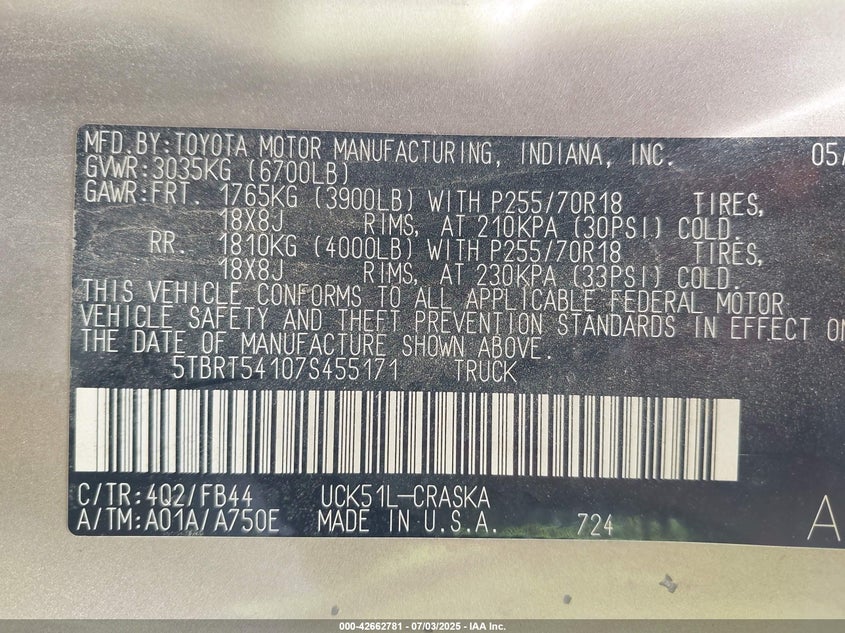 MFD.BY:TOYOTA MOTOR MANUFACTURING, INDIANA, INC. 05/
GVWR:3035KG (6700LB)
GAWR:FRT. 1765KG (3900LB) WITH P255/70R18 TIRES,
18X8J RIMS, AT 210KPA (30PSI) COLD.
RR. 1810KG (4000LB) WITH P255/70R18 TIRES,
18X8J RIMS, AT 230KPA (33PSI) COLD.
THIS VEHICLE CONFORMS TO ALL APPLICABLE FEDERAL MOTOR
VEHICLE SAFETY AND THEFT PREVENTION STANDARDS IN EFFECT ON
THE DATE OF MANUFACTURE SHOWN ABOVE.
5TBRT54107S455171 TRUCK
C/TR:4Q2/FB44 UCK51L-CRASKA
A/TM:A01A/A750E MADE IN U.S.A. 724 A
000-42662781 - 07/03/2025 - IAA Inc.